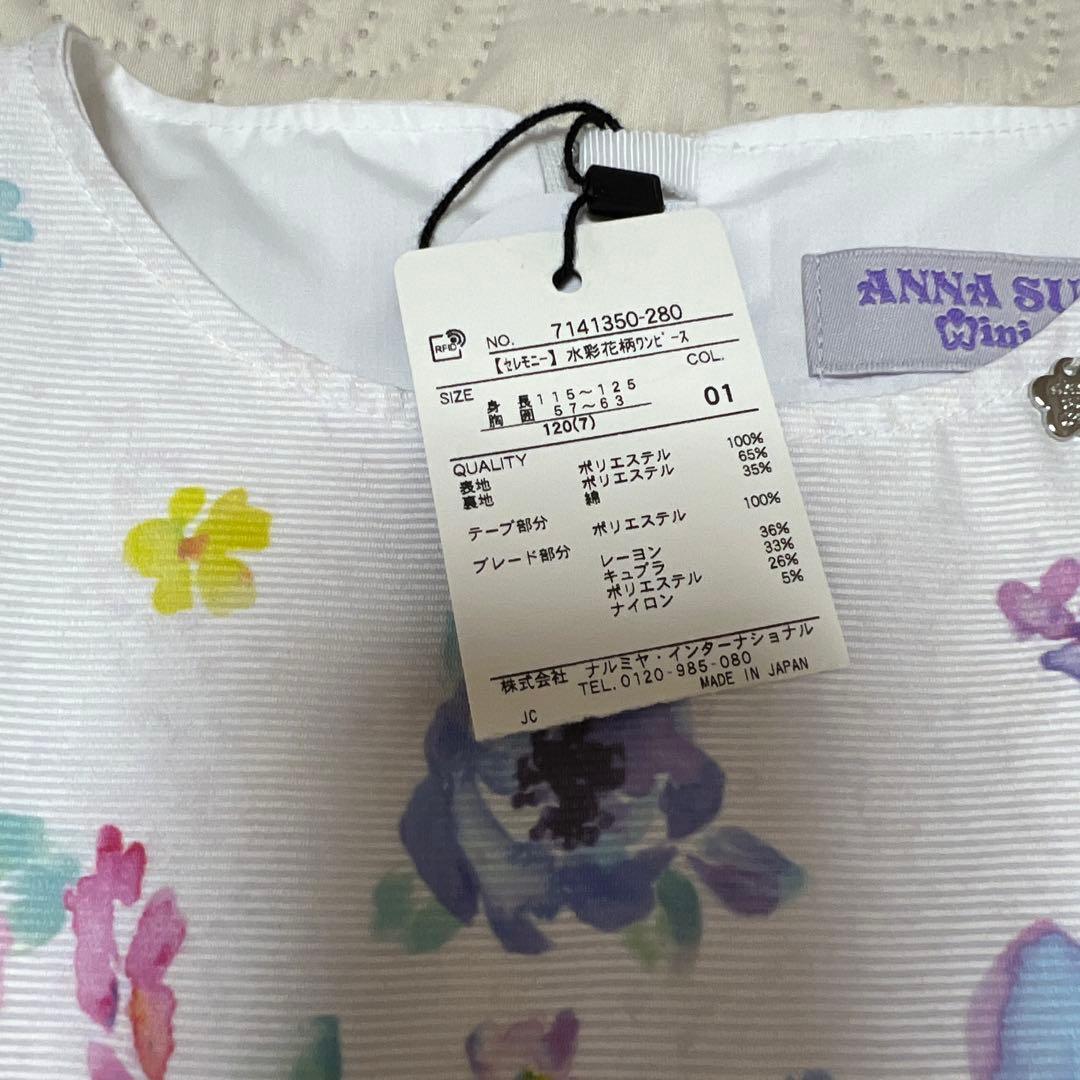 RFID
NO. 7141350-280
【セレモニー】水彩花柄ワンピース
SIZE COL.
身長 115~125
胸囲 57~63
120(7) 01
QUALITY
表地 ポリエステル 100%
裏地 ポリエステル 65%
綿 35%
テープ部分 ポリエステル 100%
ブレード部分 レーヨン 36%
キュプラ 33%
ポリエステル 26%
ナイロン 5%
株式会社 ナルミヤ・インターナショナル
TEL.0120-985-080
JC MADE IN JAPAN
ANNA SU
Mini